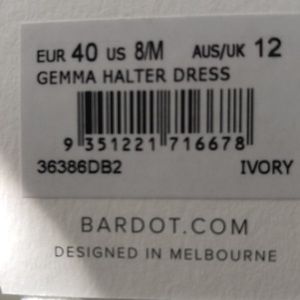 EUR 40 US 8/M AUS/UK 12
GEMMA HALTER DRESS
9 351221 716678
36386DB2 IVORY
BARDOT.COM
DESIGNED IN MELBOURNE